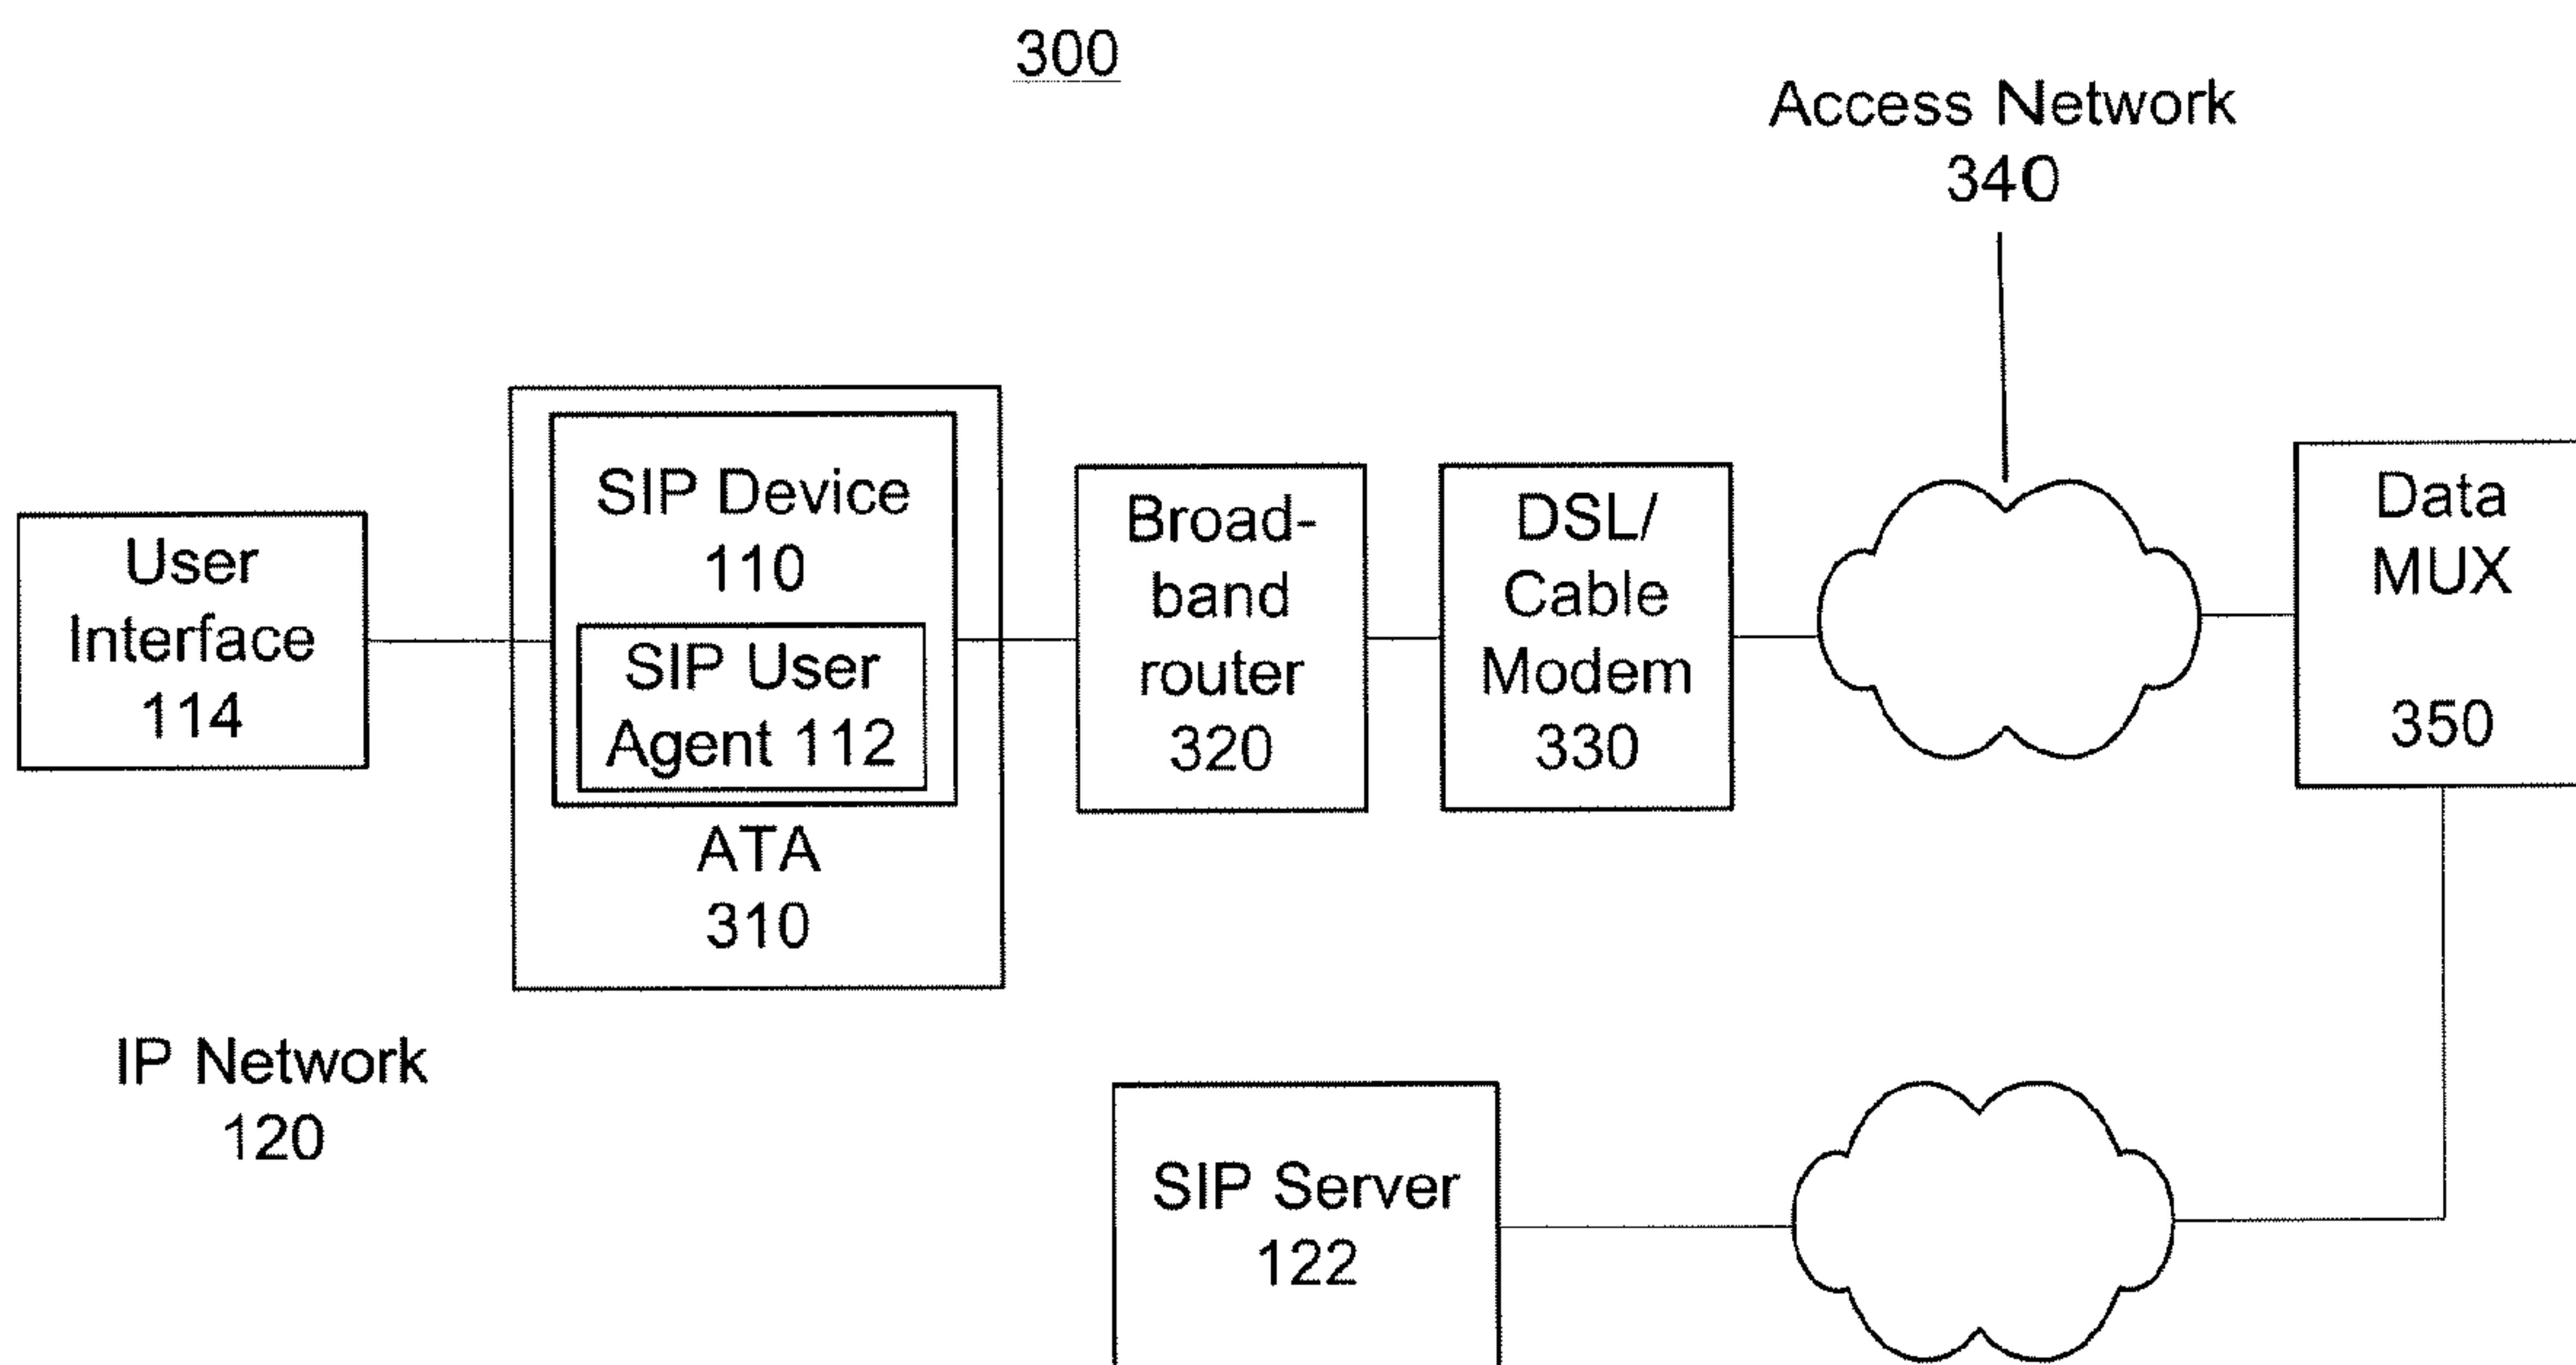 300
Access Network
340
User
Interface
114
SIP Device
110
SIP User
Agent 112
ATA
310
Broad-
band
router
320
DSL/
Cable
Modem
330
Data
MUX
350
IP Network
120
SIP Server
122